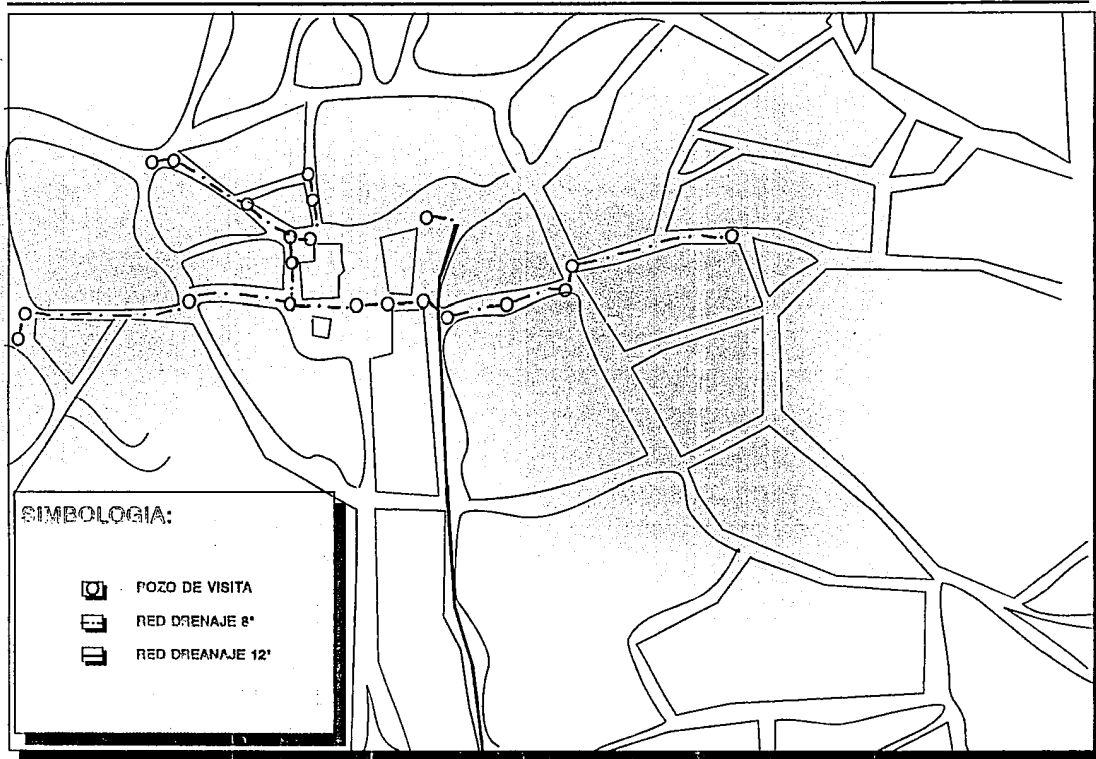 SIMBOLOGIA:
POZO DE VISITA
RED DRENAJE 8"
RED DREANAJE 12"